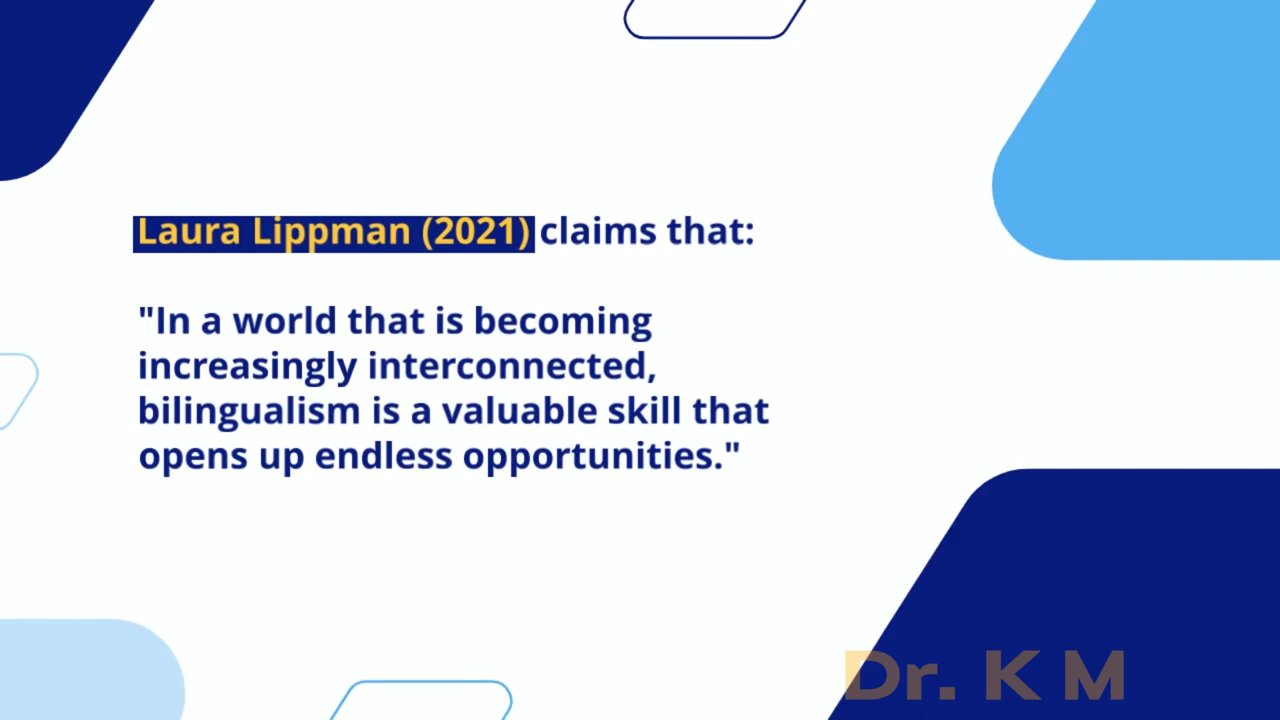 Laura Lippman (2021) claims that:
"In a world that is becoming
increasingly interconnected,
bilingualism is a valuable skill that
opens up endless opportunities."
Dr. K M